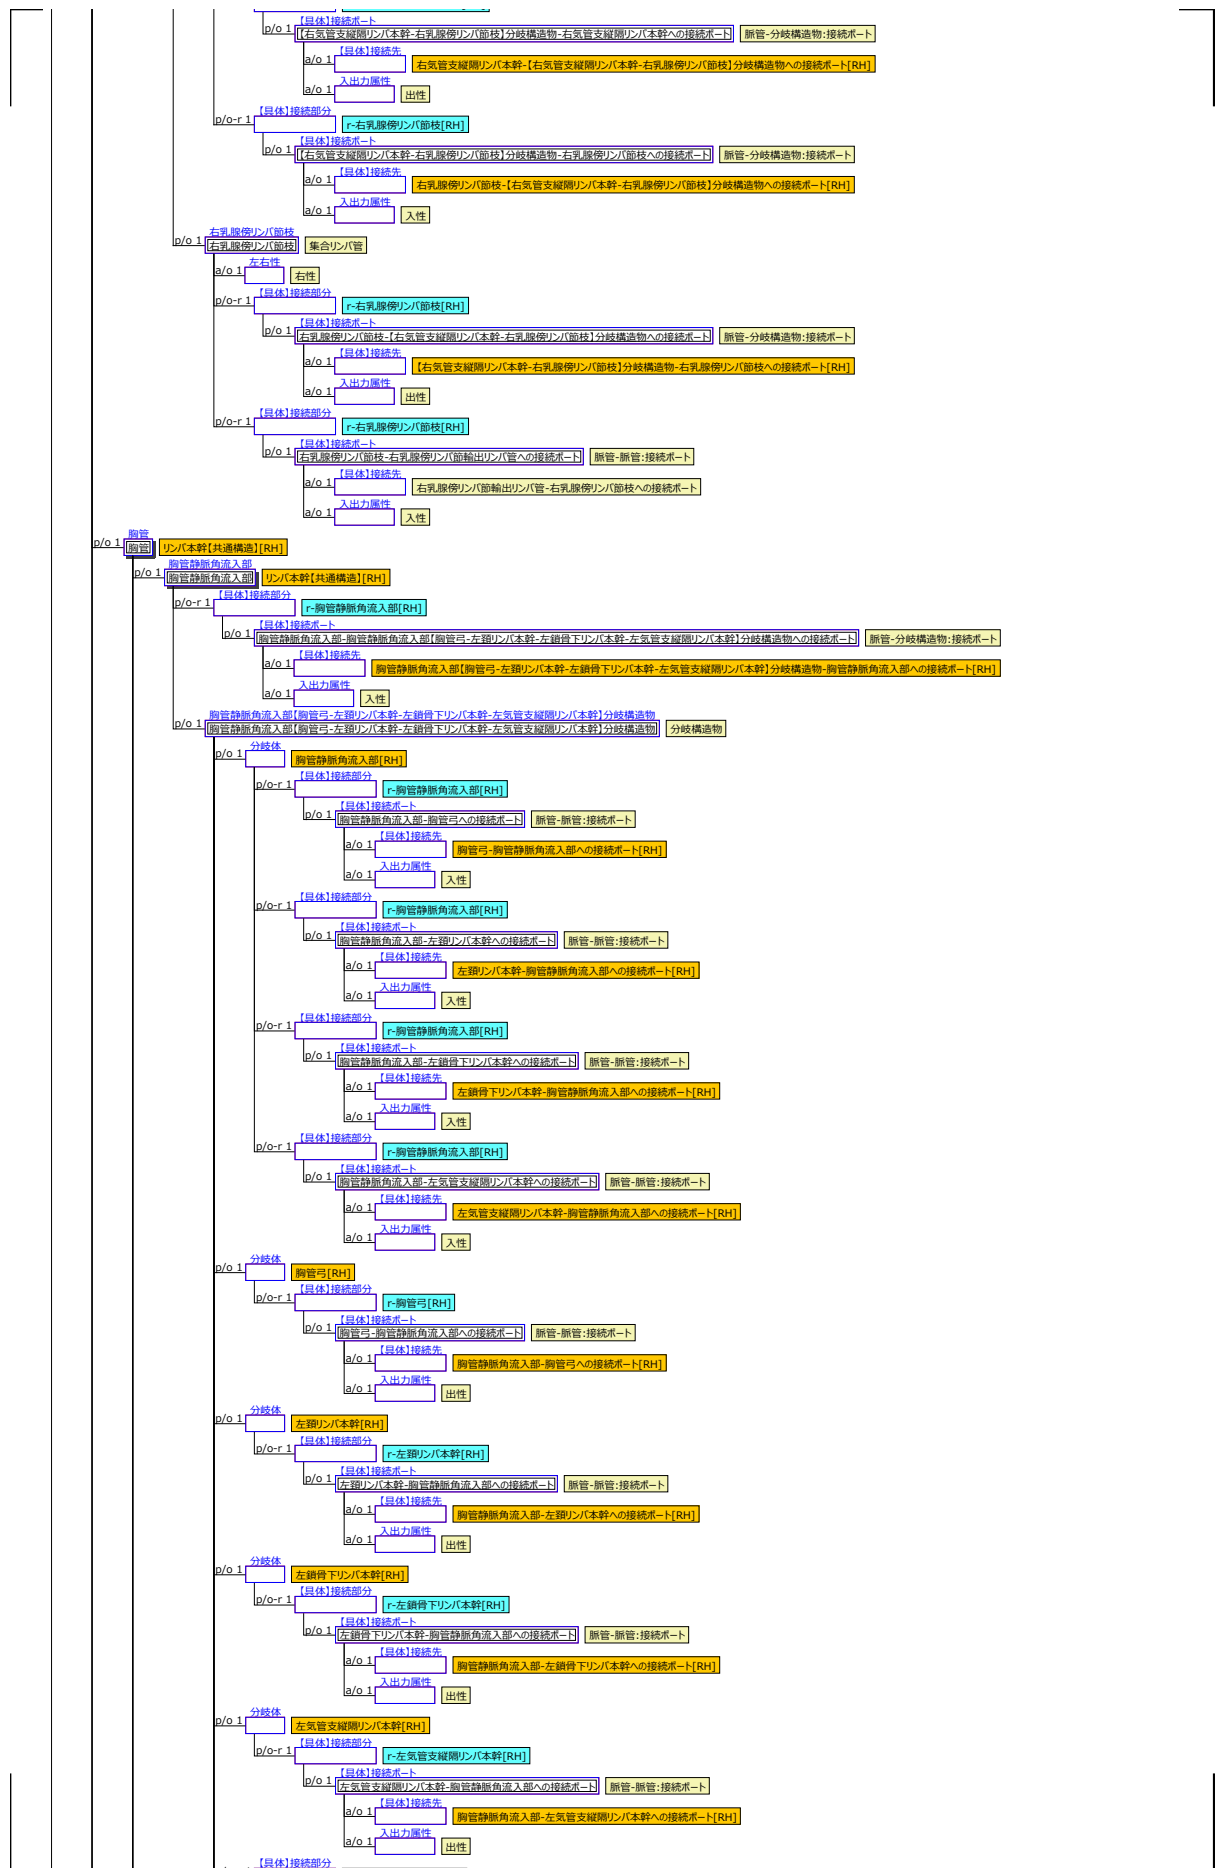 【具体】接続ポート
p/o 1 【右気管支縦隔リンパ本幹-右乳腺傍リンパ節枝】分岐構造物-右気管支縦隔リンパ本幹への接続ポート 脈管-分岐構造物:接続ポート
【具体】接続先
a/o 1 右気管支縦隔リンパ本幹-【右気管支縦隔リンパ本幹-右乳腺傍リンパ節枝】分岐構造物への接続ポート[RH]
入出力属性
a/o 1 出性
【具体】接続部分
p/o-r 1 r-右乳腺傍リンパ節枝[RH]
【具体】接続ポート
p/o 1 【右気管支縦隔リンパ本幹-右乳腺傍リンパ節枝】分岐構造物-右乳腺傍リンパ節枝への接続ポート 脈管-分岐構造物:接続ポート
【具体】接続先
a/o 1 右乳腺傍リンパ節枝-【右気管支縦隔リンパ本幹-右乳腺傍リンパ節枝】分岐構造物への接続ポート[RH]
入出力属性
a/o 1 入性
右乳腺傍リンパ節枝
p/o 1 右乳腺傍リンパ節枝 集合リンパ管
左右性
a/o 1 右性
【具体】接続部分
p/o-r 1 r-右乳腺傍リンパ節枝[RH]
【具体】接続ポート
p/o 1 右乳腺傍リンパ節枝-【右気管支縦隔リンパ本幹-右乳腺傍リンパ節枝】分岐構造物への接続ポート 脈管-分岐構造物:接続ポート
【具体】接続先
a/o 1 【右気管支縦隔リンパ本幹-右乳腺傍リンパ節枝】分岐構造物-右乳腺傍リンパ節枝への接続ポート[RH]
入出力属性
a/o 1 出性
【具体】接続部分
p/o-r 1 r-右乳腺傍リンパ節枝[RH]
【具体】接続ポート
p/o 1 右乳腺傍リンパ節枝-右乳腺傍リンパ節輸出リンパ管への接続ポート 脈管-脈管:接続ポート
【具体】接続先
a/o 1 右乳腺傍リンパ節輸出リンパ管-右乳腺傍リンパ節枝への接続ポート
入出力属性
a/o 1 入性
胸管
p/o 1 胸管 リンパ本幹【共通構造】[RH]
胸管静脈角流入部
p/o 1 胸管静脈角流入部 リンパ本幹【共通構造】[RH]
【具体】接続部分
p/o-r 1 r-胸管静脈角流入部[RH]
【具体】接続ポート
p/o 1 胸管静脈角流入部-胸管静脈角流入部【胸管弓-左頚リンパ本幹-左鎖骨下リンパ本幹-左気管支縦隔リンパ本幹】分岐構造物への接続ポート 脈管-分岐構造物:接続ポート
【具体】接続先
a/o 1 胸管静脈角流入部【胸管弓-左頚リンパ本幹-左鎖骨下リンパ本幹-左気管支縦隔リンパ本幹】分岐構造物-胸管静脈角流入部への接続ポート[RH]
入出力属性
a/o 1 入性
胸管静脈角流入部【胸管弓-左頚リンパ本幹-左鎖骨下リンパ本幹-左気管支縦隔リンパ本幹】分岐構造物
p/o 1 胸管静脈角流入部【胸管弓-左頚リンパ本幹-左鎖骨下リンパ本幹-左気管支縦隔リンパ本幹】分岐構造物 分岐構造物
分岐体
p/o 1 胸管静脈角流入部[RH]
【具体】接続部分
p/o-r 1 r-胸管静脈角流入部[RH]
【具体】接続ポート
p/o 1 胸管静脈角流入部-胸管弓への接続ポート 脈管-脈管:接続ポート
【具体】接続先
a/o 1 胸管弓-胸管静脈角流入部への接続ポート[RH]
入出力属性
a/o 1 入性
【具体】接続部分
p/o-r 1 r-胸管静脈角流入部[RH]
【具体】接続ポート
p/o 1 胸管静脈角流入部-左頚リンパ本幹への接続ポート 脈管-脈管:接続ポート
【具体】接続先
a/o 1 左頚リンパ本幹-胸管静脈角流入部への接続ポート[RH]
入出力属性
a/o 1 入性
【具体】接続部分
p/o-r 1 r-胸管静脈角流入部[RH]
【具体】接続ポート
p/o 1 胸管静脈角流入部-左鎖骨下リンパ本幹への接続ポート 脈管-脈管:接続ポート
【具体】接続先
a/o 1 左鎖骨下リンパ本幹-胸管静脈角流入部への接続ポート[RH]
入出力属性
a/o 1 入性
【具体】接続部分
p/o-r 1 r-胸管静脈角流入部[RH]
【具体】接続ポート
p/o 1 胸管静脈角流入部-左気管支縦隔リンパ本幹への接続ポート 脈管-脈管:接続ポート
【具体】接続先
a/o 1 左気管支縦隔リンパ本幹-胸管静脈角流入部への接続ポート[RH]
入出力属性
a/o 1 入性
分岐体
p/o 1 胸管弓[RH]
【具体】接続部分
p/o-r 1 r-胸管弓[RH]
【具体】接続ポート
p/o 1 胸管弓-胸管静脈角流入部への接続ポート 脈管-脈管:接続ポート
【具体】接続先
a/o 1 胸管静脈角流入部-胸管弓への接続ポート[RH]
入出力属性
a/o 1 出性
分岐体
p/o 1 左頚リンパ本幹[RH]
【具体】接続部分
p/o-r 1 r-左頚リンパ本幹[RH]
【具体】接続ポート
p/o 1 左頚リンパ本幹-胸管静脈角流入部への接続ポート 脈管-脈管:接続ポート
【具体】接続先
a/o 1 胸管静脈角流入部-左頚リンパ本幹への接続ポート[RH]
入出力属性
a/o 1 出性
分岐体
p/o 1 左鎖骨下リンパ本幹[RH]
【具体】接続部分
p/o-r 1 r-左鎖骨下リンパ本幹[RH]
【具体】接続ポート
p/o 1 左鎖骨下リンパ本幹-胸管静脈角流入部への接続ポート 脈管-脈管:接続ポート
【具体】接続先
a/o 1 胸管静脈角流入部-左鎖骨下リンパ本幹への接続ポート[RH]
入出力属性
a/o 1 出性
分岐体
p/o 1 左気管支縦隔リンパ本幹[RH]
【具体】接続部分
p/o-r 1 r-左気管支縦隔リンパ本幹[RH]
【具体】接続ポート
p/o 1 左気管支縦隔リンパ本幹-胸管静脈角流入部への接続ポート 脈管-脈管:接続ポート
【具体】接続先
a/o 1 胸管静脈角流入部-左気管支縦隔リンパ本幹への接続ポート[RH]
入出力属性
a/o 1 出性
【具体】接続部分